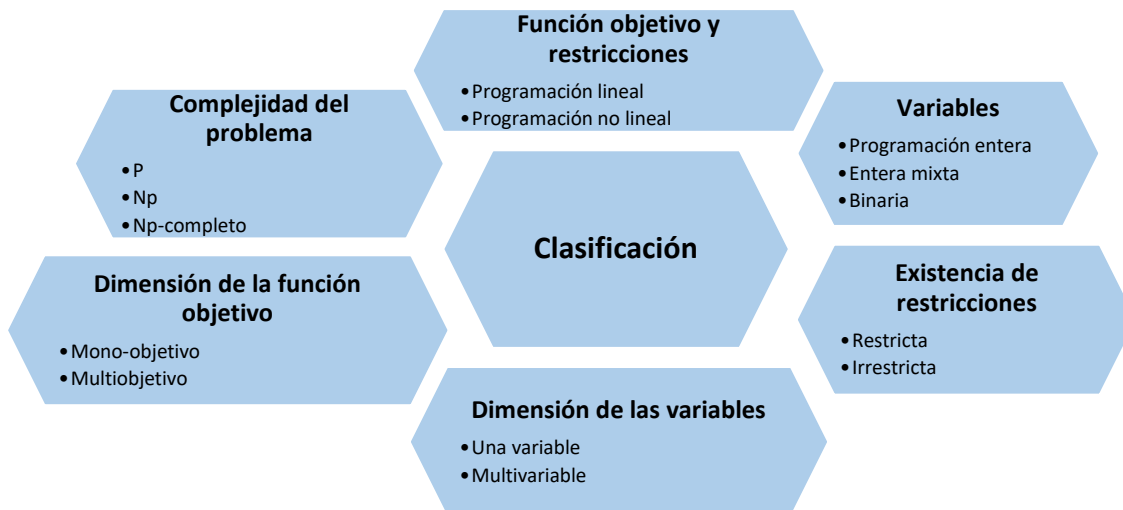 Función objetivo y
restricciones
•Programación lineal
•Programación no lineal
Complejidad del
problema
•P
•Np
•Np-completo
Variables
•Programación entera
•Entera mixta
•Binaria
Clasificación
Dimensión de la función
objetivo
•Mono-objetivo
•Multiobjetivo
Existencia de
restricciones
•Restricta
•Irrestricta
Dimensión de las variables
•Una variable
•Multivariable